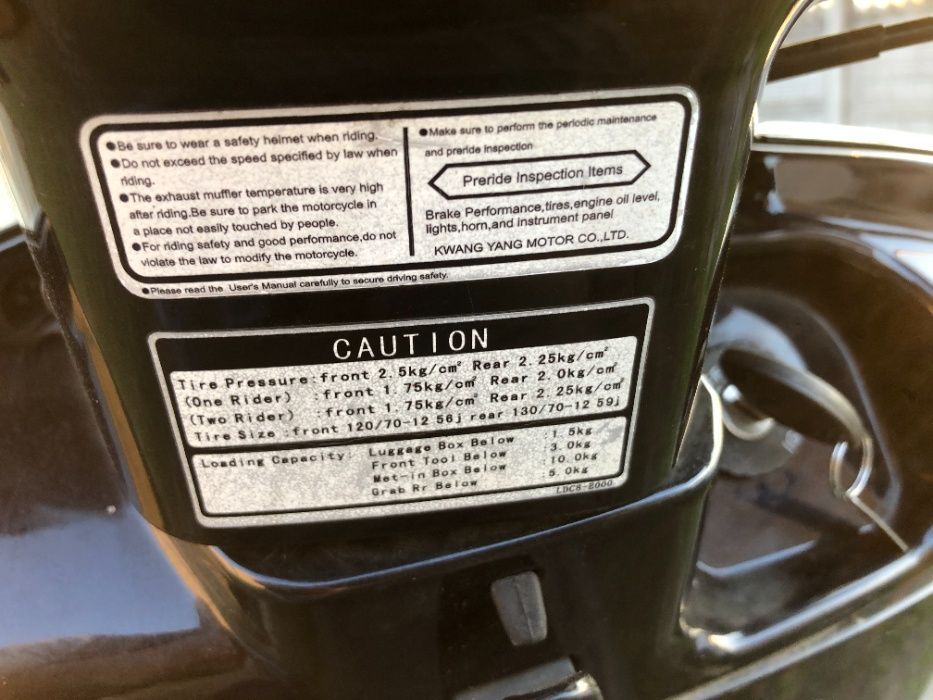 ●Be sure to wear a safety helmet when riding.
●Do not exceed the speed specified by law when
riding.
●The exhaust muffler temperature is very high
after riding.Be sure to park the motorcycle in
a place not easily touched by people.
●For riding safety and good performance,do not
violate the law to modify the motorcycle.
●Make sure to perform the periodic maintenance
and preride inspection
Preride Inspection Items
Brake Performance,tires,engine oil level,
lights,horn,and instrument panel
KWANG YANG MOTOR CO.,LTD.
●Please read the User's Manual carefully to secure driving safety.
CAUTION
Tire Pressure:front 2.5kg/cm² Rear 2.25kg/cm²
(One Rider) :front 1.75kg/cm² Rear 2.0kg/cm²
(Two Rider) :front 1.75kg/cm² Rear 2.25kg/cm²
Tire Size :front 120/70-12 56j rear 130/70-12 59j
Loading Capacity: Luggage Box Below :1.5kg
Front Tool Below :3.0kg
Met-in Box Below :10.0kg
Grab Rr Below :5.0kg
LDC8-E000